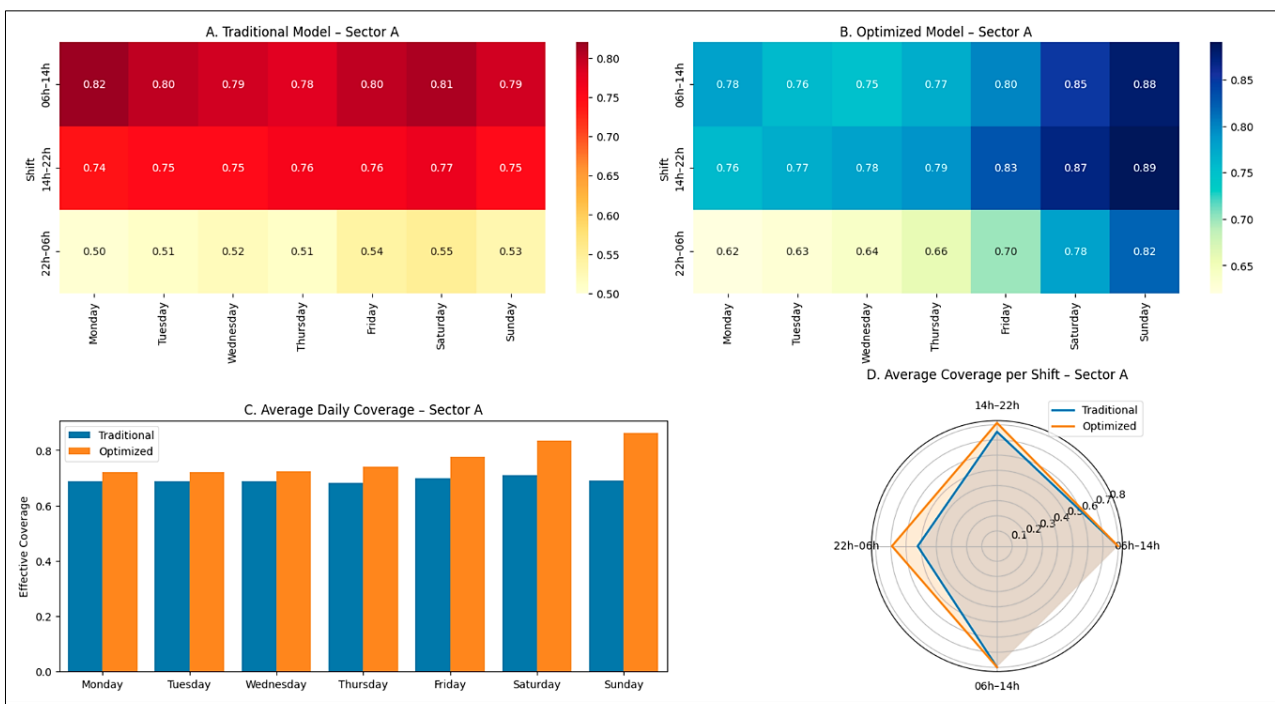 A. Traditional Model – Sector A
Shift
06h–14h
0.82 0.80 0.79 0.78 0.80 0.81 0.79
14h–22h
0.74 0.75 0.75 0.76 0.76 0.77 0.75
22h–06h
0.50 0.51 0.52 0.51 0.54 0.55 0.53
Monday Tuesday Wednesday Thursday Friday Saturday Sunday
0.80
0.75
0.70
0.65
0.60
0.55
0.50
B. Optimized Model – Sector A
Shift
06h–14h
0.78 0.76 0.75 0.77 0.80 0.85 0.88
14h–22h
0.76 0.77 0.78 0.79 0.83 0.87 0.89
22h–06h
0.62 0.63 0.64 0.66 0.70 0.78 0.82
Monday Tuesday Wednesday Thursday Friday Saturday Sunday
0.85
0.80
0.75
0.70
0.65
C. Average Daily Coverage – Sector A
Traditional
Optimized
Effective Coverage
0.8
0.6
0.4
0.2
0.0
Monday Tuesday Wednesday Thursday Friday Saturday Sunday
D. Average Coverage per Shift – Sector A
Traditional
Optimized
14h–22h
0.1 0.2 0.3 0.4 0.5 0.6 0.7 0.8
22h–06h
06h–14h
06h–14h